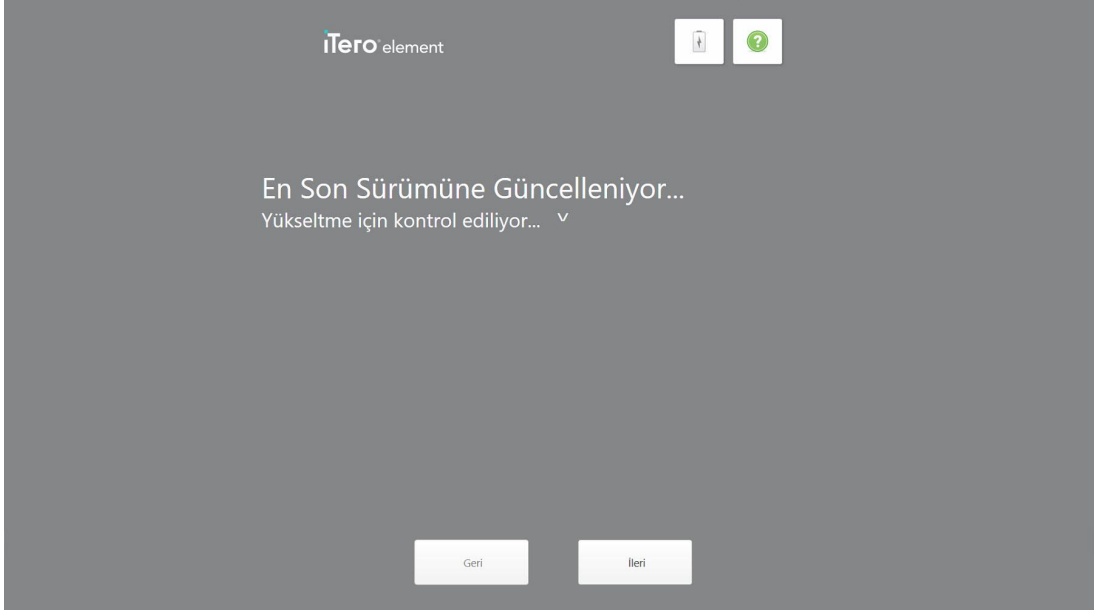 iTero element
En Son Sürümüne Güncelleniyor...
Yükseltme için kontrol ediliyor...
Geri
İleri